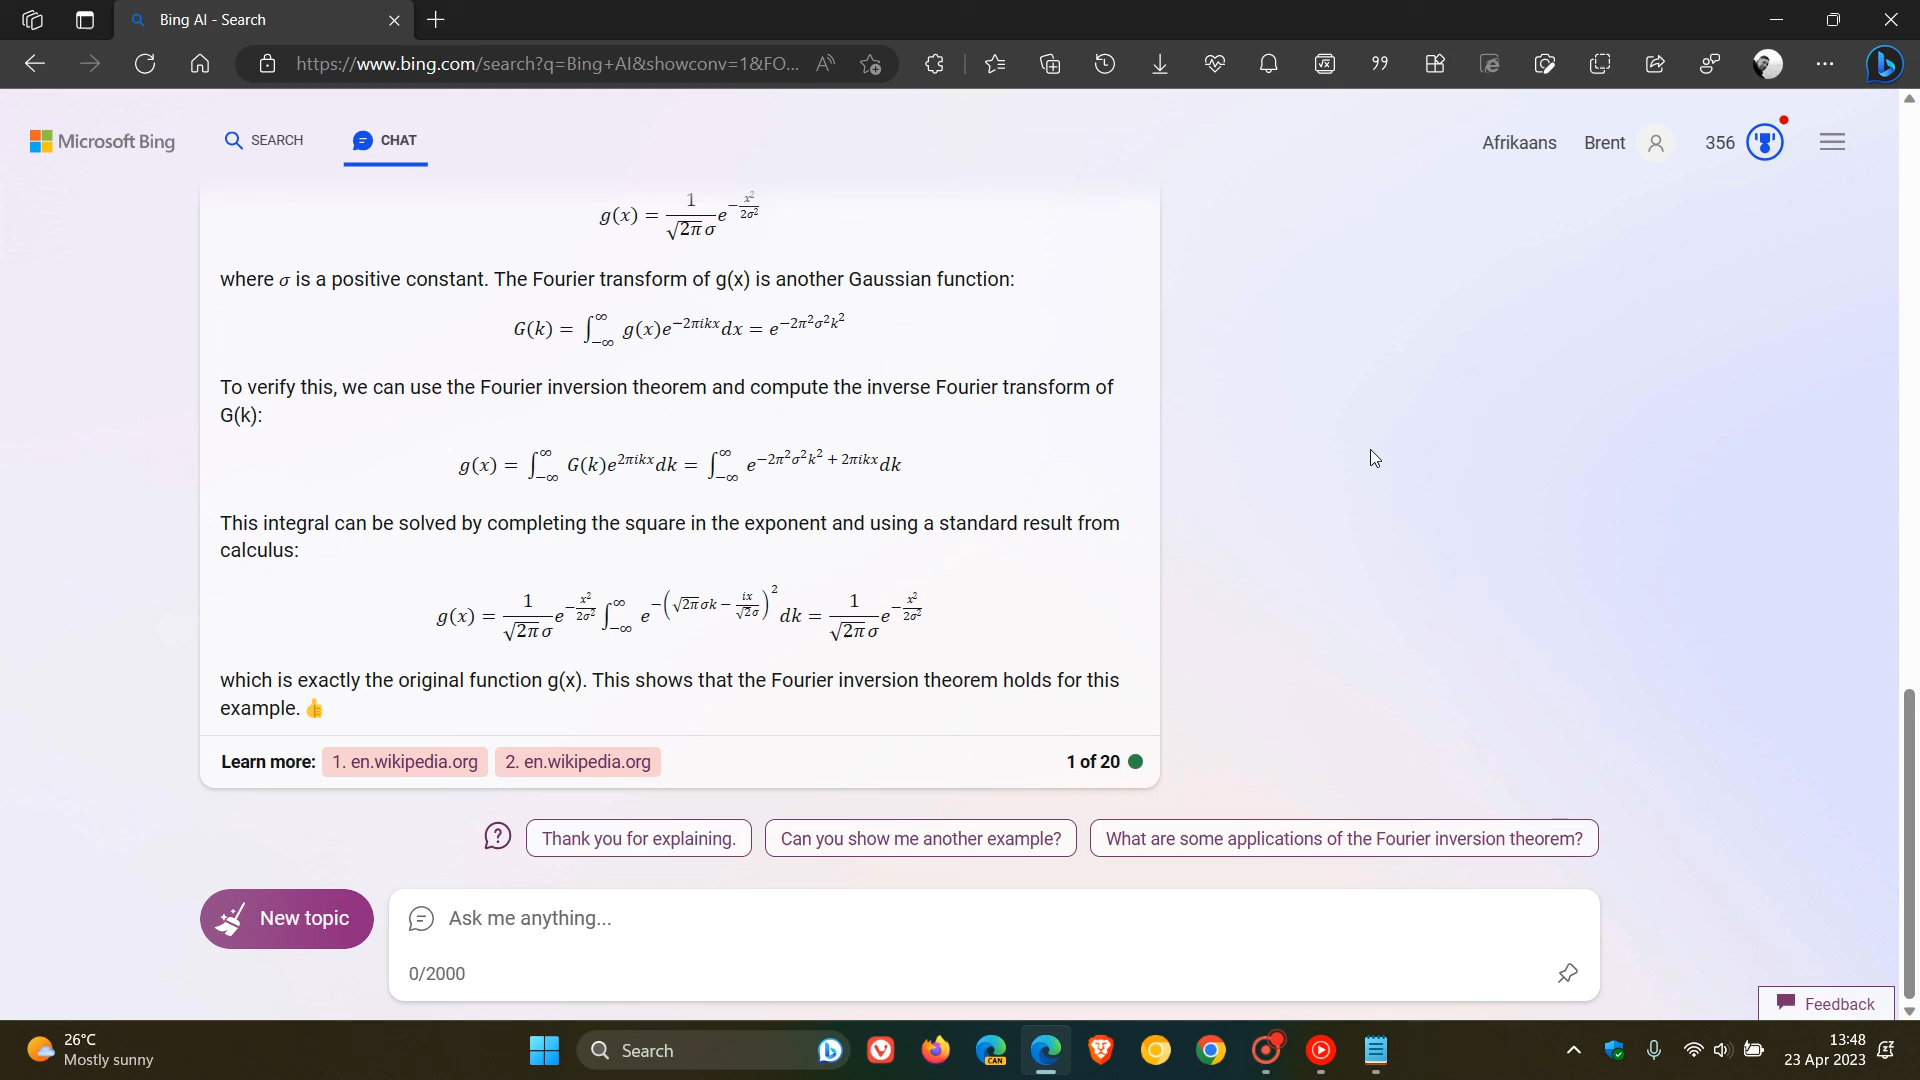 Bing AI - Search
https://www.bing.com/search?q=Bing+AI&showconv=1&FO...
Microsoft Bing
SEARCH
CHAT
Afrikaans
Brent
356
g(x) = 1/(√2π σ) e^(−x²/2σ²)
where σ is a positive constant. The Fourier transform of g(x) is another Gaussian function:
G(k) = ∫_−∞^∞ g(x)e^(−2πikx) dx = e^(−2π²σ²k²)
To verify this, we can use the Fourier inversion theorem and compute the inverse Fourier transform of
G(k):
g(x) = ∫_−∞^∞ G(k)e^(2πikx) dk = ∫_−∞^∞ e^(−2π²σ²k² + 2πikx) dk
This integral can be solved by completing the square in the exponent and using a standard result from
calculus:
g(x) = 1/(√2π σ) e^(−x²/2σ²) ∫_−∞^∞ e^(−(√2π σk − ix/√2σ)²) dk = 1/(√2π σ) e^(−x²/2σ²)
which is exactly the original function g(x). This shows that the Fourier inversion theorem holds for this
example. 👍
Learn more: 1. en.wikipedia.org 2. en.wikipedia.org 1 of 20
Thank you for explaining.
Can you show me another example?
What are some applications of the Fourier inversion theorem?
New topic
Ask me anything...
0/2000
Feedback
26°C
Mostly sunny
Search
CAN
13:48
23 Apr 2023